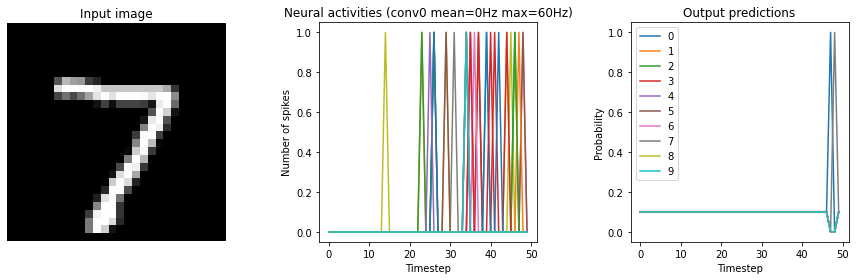 Input image
7
Neural activities (conv0 mean=0Hz max=60Hz)
Number of spikes
1.0
0.8
0.6
0.4
0.2
0.0
0 10 20 30 40 50
Timestep
Output predictions
Probability
1.0
0.8
0.6
0.4
0.2
0.0
0
1
2
3
4
5
6
7
8
9
0 10 20 30 40 50
Timestep